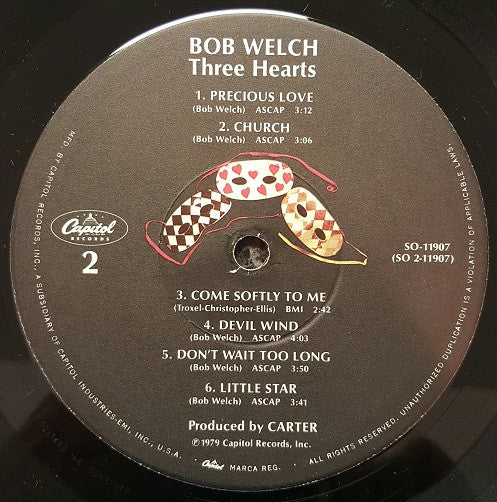 BOB WELCH
Three Hearts
1. PRECIOUS LOVE
(Bob Welch) ASCAP 3:12
2. CHURCH
(Bob Welch) ASCAP 3:06
Capitol
RECORDS
2
SO-11907
(SO 2-11907)
3. COME SOFTLY TO ME
(Troxel-Christopher-Ellis) BMI 2:42
4. DEVIL WIND
(Bob Welch) ASCAP 4:03
5. DON'T WAIT TOO LONG
(Bob Welch) ASCAP 3:50
6. LITTLE STAR
(Bob Welch) ASCAP 3:41
Produced by CARTER
℗1979 Capitol Records, Inc.
MFD. BY CAPITOL RECORDS, INC., A SUBSIDIARY OF CAPITOL INDUSTRIES-EMI, INC., U.S.A.
Capitol MARCA REG.
UNAUTHORIZED DUPLICATION IS A VIOLATION OF APPLICABLE LAWS.